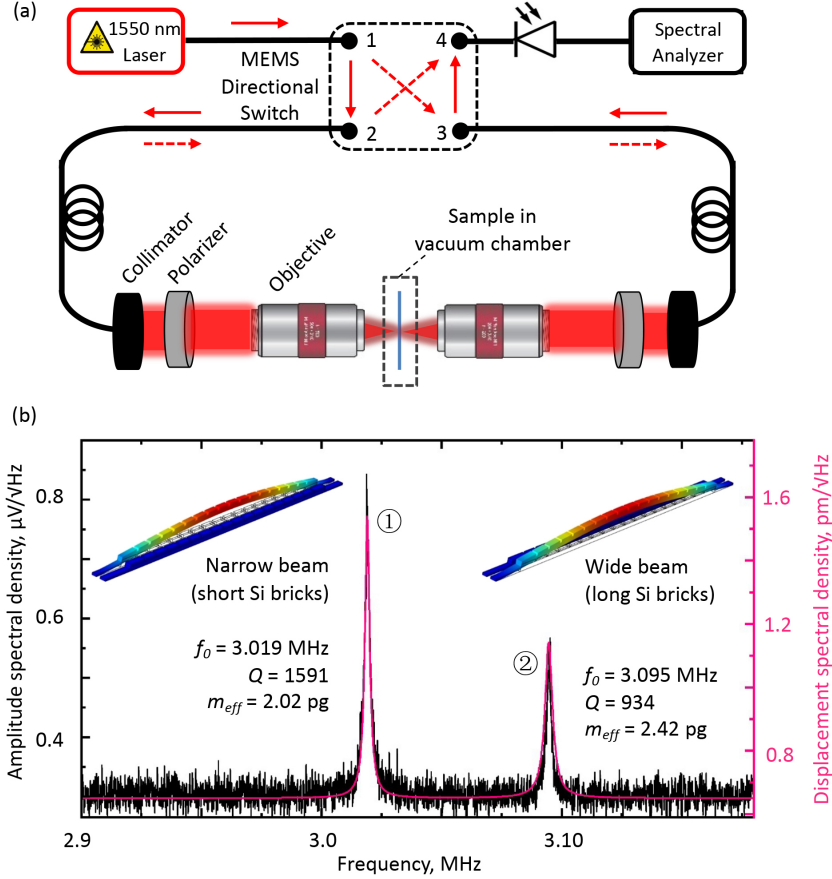 (a)
1550 nm
Laser
MEMS
Directional
Switch
1
4
2
3
Spectral
Analyzer
Collimator
Polarizer
Objective
Sample in
vacuum chamber
(b)
Amplitude spectral density, µV/√Hz
0.8
0.6
0.4
①
Narrow beam
(short Si bricks)
f0 = 3.019 MHz
Q = 1591
meff = 2.02 pg
②
Wide beam
(long Si bricks)
f0 = 3.095 MHz
Q = 934
meff = 2.42 pg
1.6
1.2
0.8
Displacement spectral density, pm/√Hz
2.9
3.0
3.10
Frequency, MHz